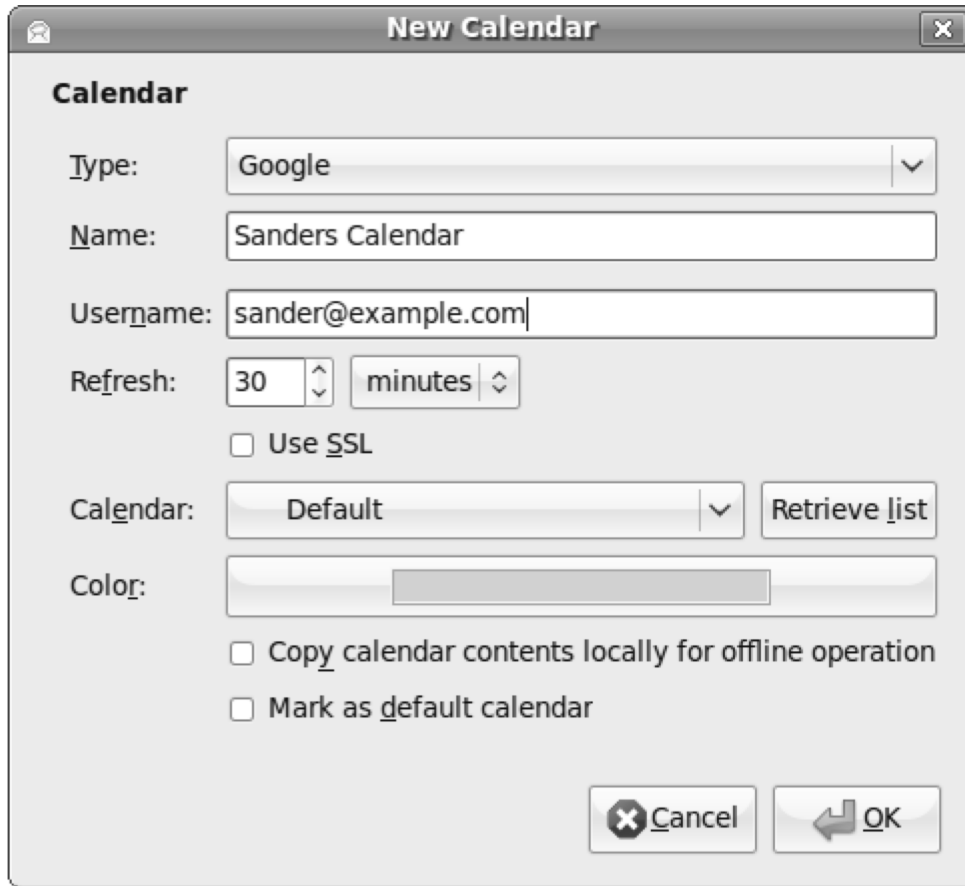 New Calendar
Calendar
Type: Google
Name: Sanders Calendar
Username: sander@example.com
Refresh: 30 minutes
Use SSL
Calendar: Default Retrieve list
Color:
Copy calendar contents locally for offline operation
Mark as default calendar
Cancel OK